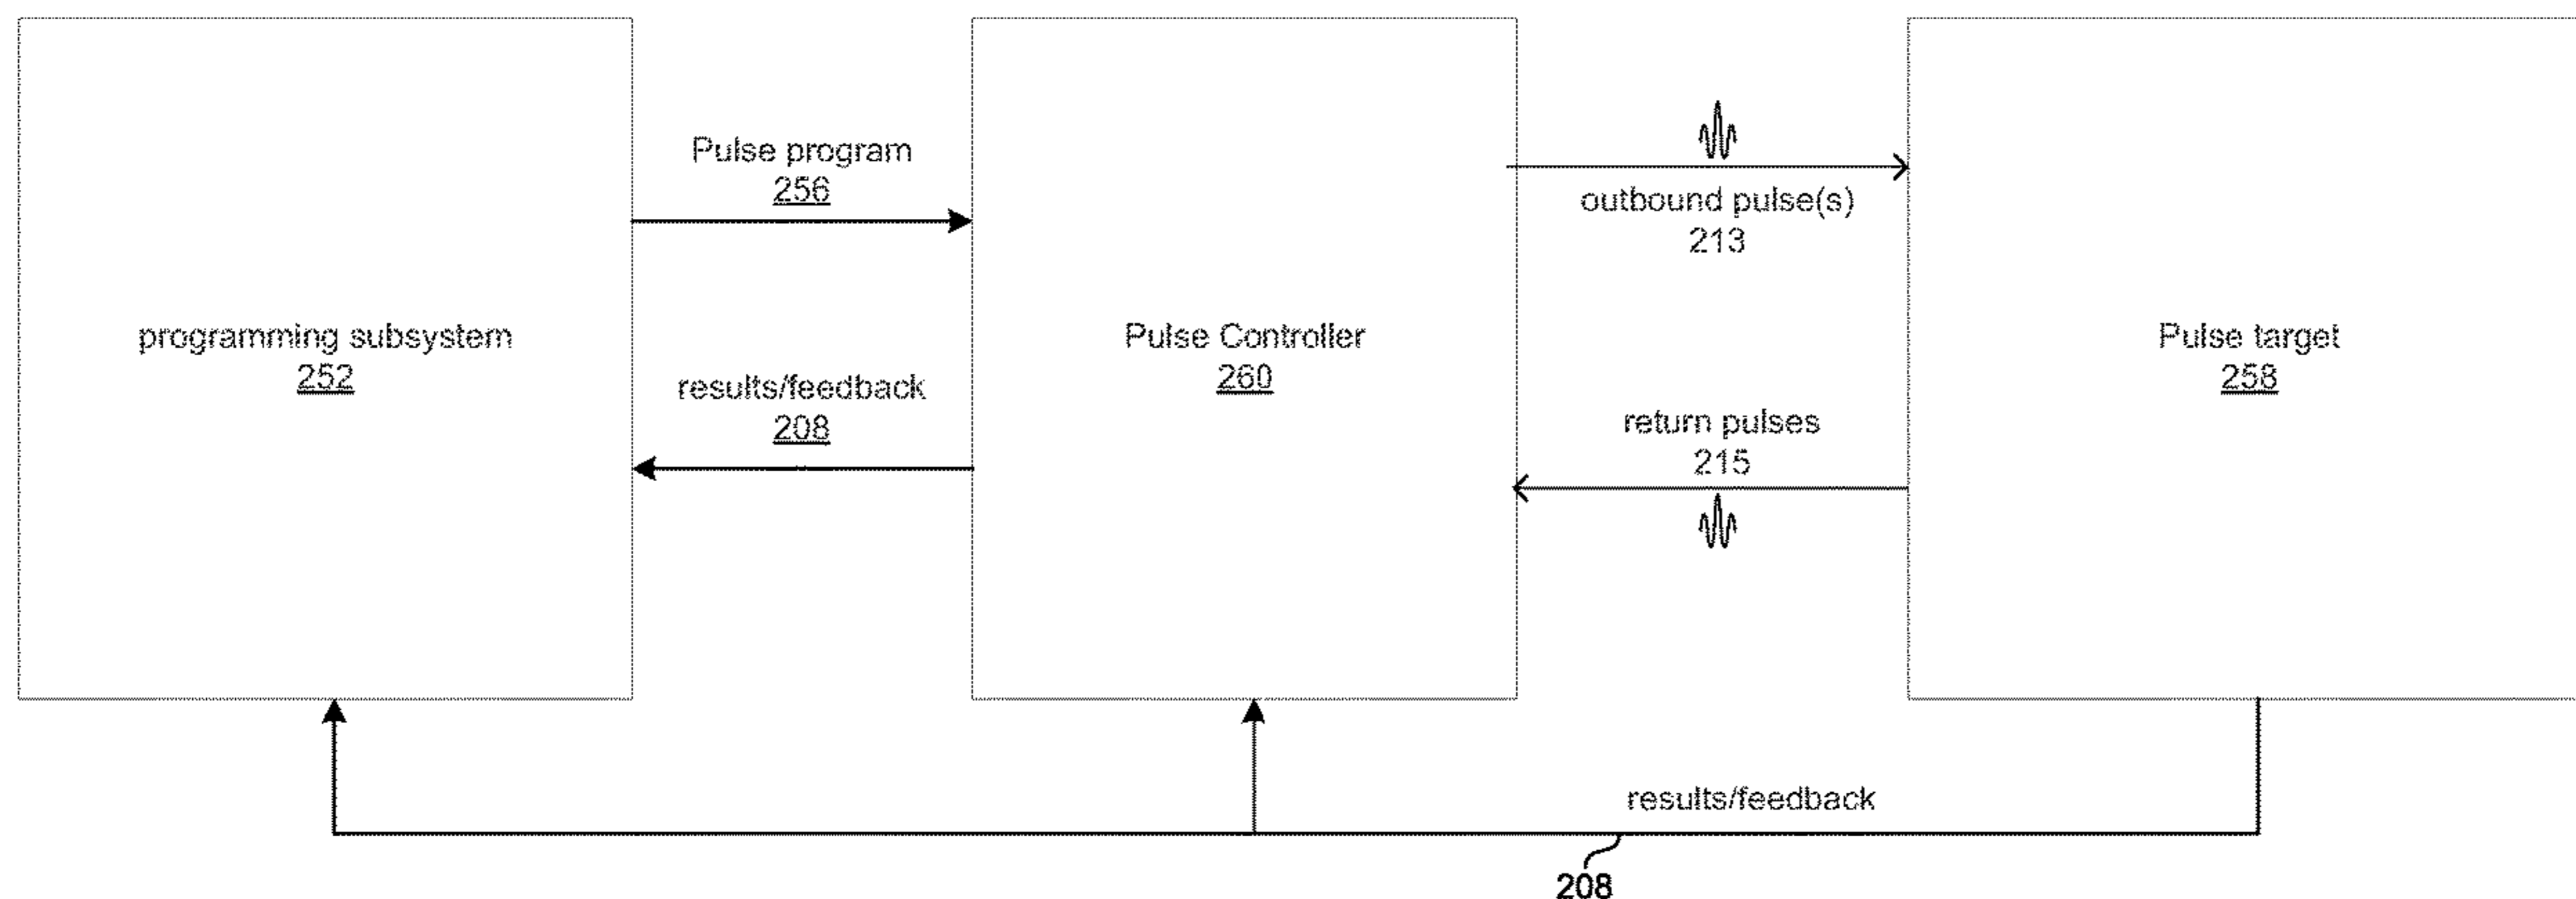 Pulse program
256
outbound pulse(s)
213
programming subsystem
252
Pulse Controller
260
Pulse target
258
results/feedback
208
return pulses
215
results/feedback
208